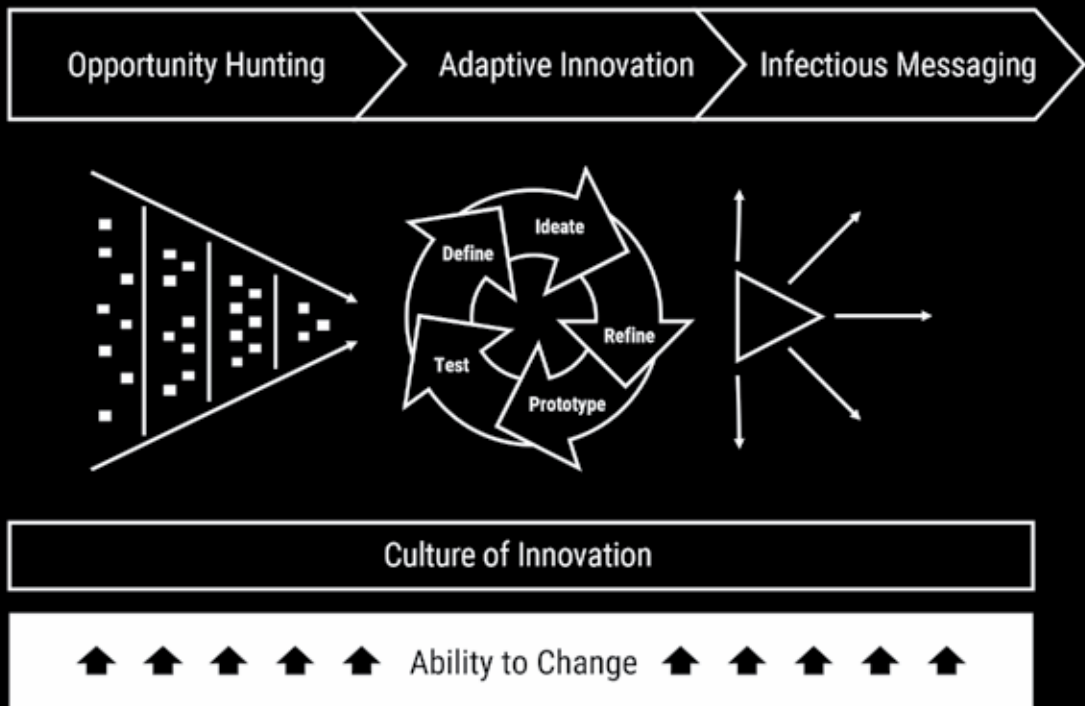 Opportunity Hunting
Adaptive Innovation
Infectious Messaging
Define
Ideate
Refine
Prototype
Test
Culture of Innovation
Ability to Change